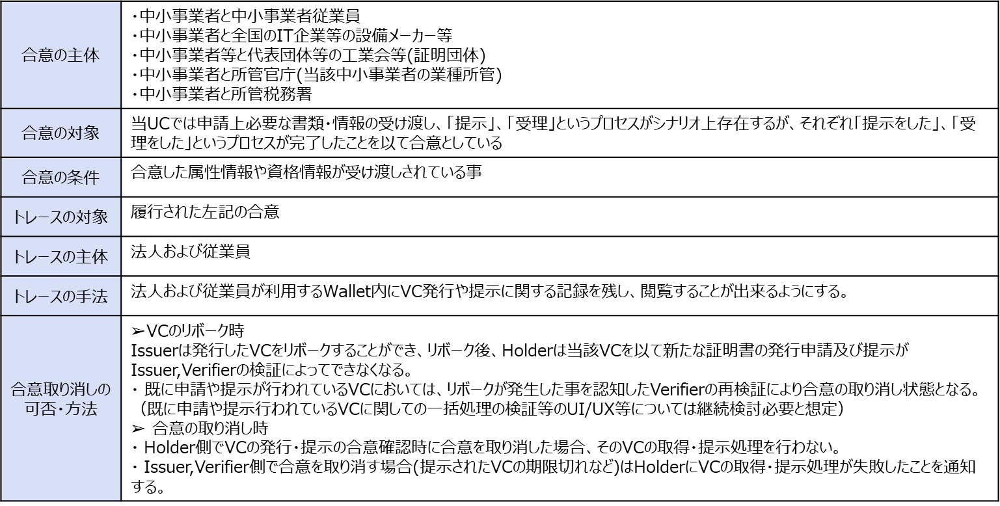 合意の主体
・中小事業者と中小事業者従業員
・中小事業者と全国のIT企業等の設備メーカー等
・中小事業者等と代表団体等の工業会等(証明団体)
・中小事業者と所管官庁(当該中小事業者の業種所管)
・中小事業者と所管税務署
合意の対象
当UCでは申請上必要な書類・情報の受け渡し、「提示」、「受理」というプロセスがシナリオ上存在するが、それぞれ「提示をした」、「受
理をした」というプロセスが完了したことを以て合意としている
合意の条件
合意した属性情報や資格情報が受け渡しされている事
トレースの対象
履行された左記の合意
トレースの主体
法人および従業員
トレースの手法
法人および従業員が利用するWallet内にVC発行や提示に関する記録を残し、閲覧することが出来るようにする。
合意取り消しの
可否・方法
➢VCのリボーク時
Issuerは発行したVCをリボークすることができ、リボーク後、Holderは当該VCを以て新たな証明書の発行申請及び提示が
Issuer,Verifierの検証によってできなくなる。
・ 既に申請や提示が行われているVCにおいては、リボークが発生した事を認知したVerifierの再検証により合意の取り消し状態となる。
（既に申請や提示行われているVCに関しての一括処理の検証等のUI/UX等については継続検討必要と想定）
➢ 合意の取り消し時
・ Holder側でVCの発行・提示の合意確認時に合意を取り消した場合、そのVCの取得・提示処理を行わない。
・ Issuer,Verifier側で合意を取り消す場合(提示されたVCの期限切れなど)はHolderにVCの取得・提示処理が失敗したことを通知
する。